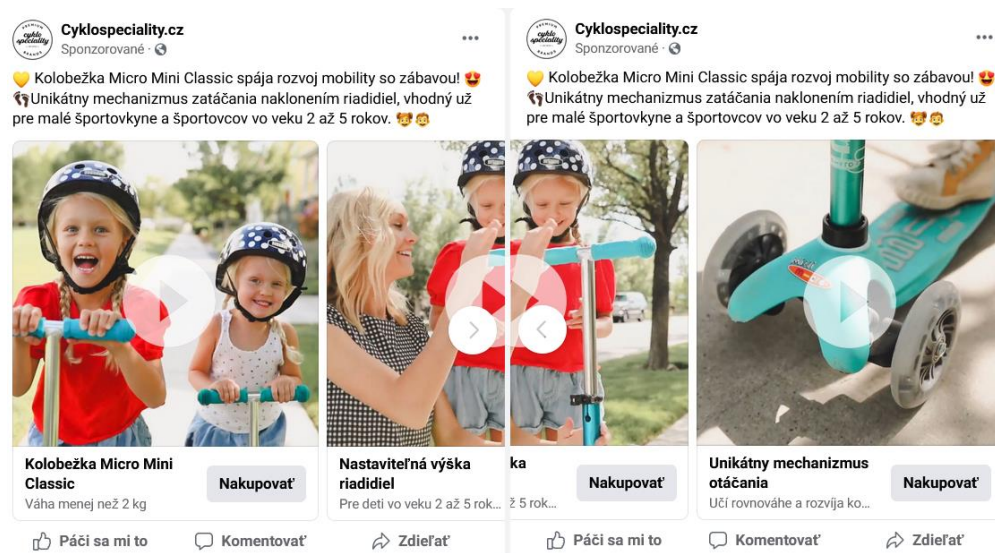 Cyklospeciality.cz
Sponzorované ·
💛 Kolobežka Micro Mini Classic spája rozvoj mobility so zábavou! 😍
👣Unikátny mechanizmus zatáčania naklonením riadidiel, vhodný už
pre malé športovkyne a športovcov vo veku 2 až 5 rokov. 👧👦
Kolobežka Micro Mini
Classic
Váha menej než 2 kg
Nakupovať
Nastaviteľná výška
riadidiel
Pre deti vo veku 2 až 5 rok...
Páči sa mi to
Komentovať
Zdieľať
Cyklospeciality.cz
Sponzorované ·
💛 Kolobežka Micro Mini Classic spája rozvoj mobility so zábavou! 😍
👣Unikátny mechanizmus zatáčania naklonením riadidiel, vhodný už
pre malé športovkyne a športovcov vo veku 2 až 5 rokov. 👧👦
ka
ž 5 rok...
Nakupovať
Unikátny mechanizmus
otáčania
Učí rovnováhe a rozvíja ko...
Nakupovať
Páči sa mi to
Komentovať
Zdieľať